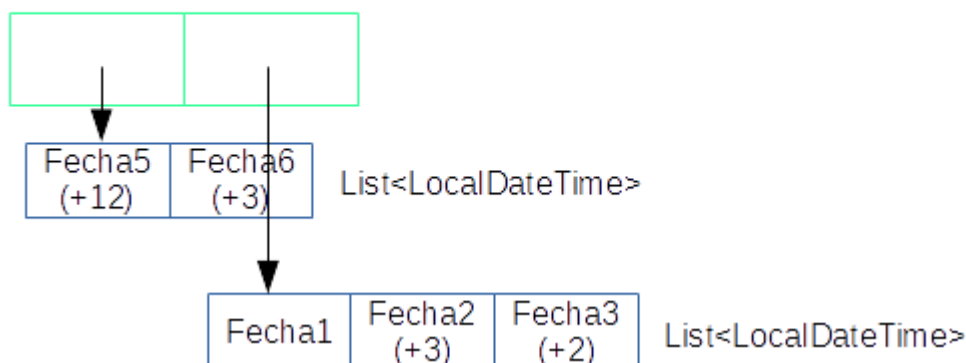 Fecha5
(+12)
Fecha6
(+3)
List<LocalDateTime>
Fecha1
Fecha2
(+3)
Fecha3
(+2)
List<LocalDateTime>